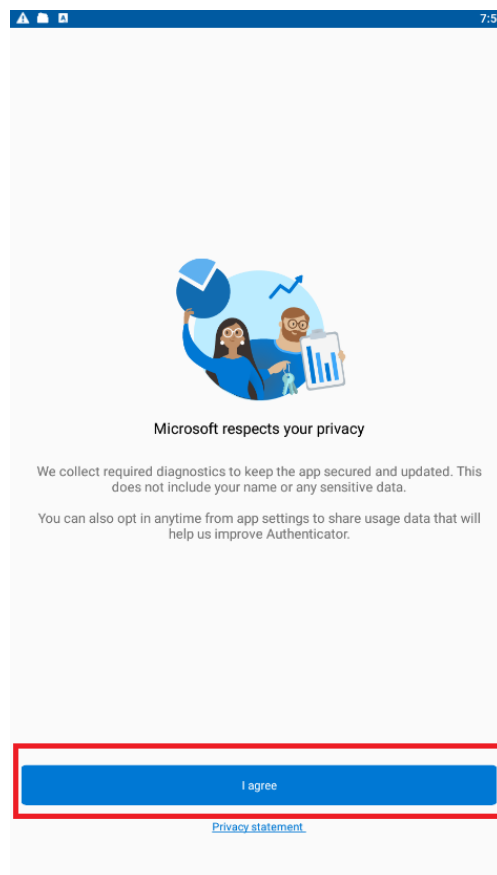 7:5
Microsoft respects your privacy
We collect required diagnostics to keep the app secured and updated. This
does not include your name or any sensitive data.
You can also opt in anytime from app settings to share usage data that will
help us improve Authenticator.
I agree
Privacy statement